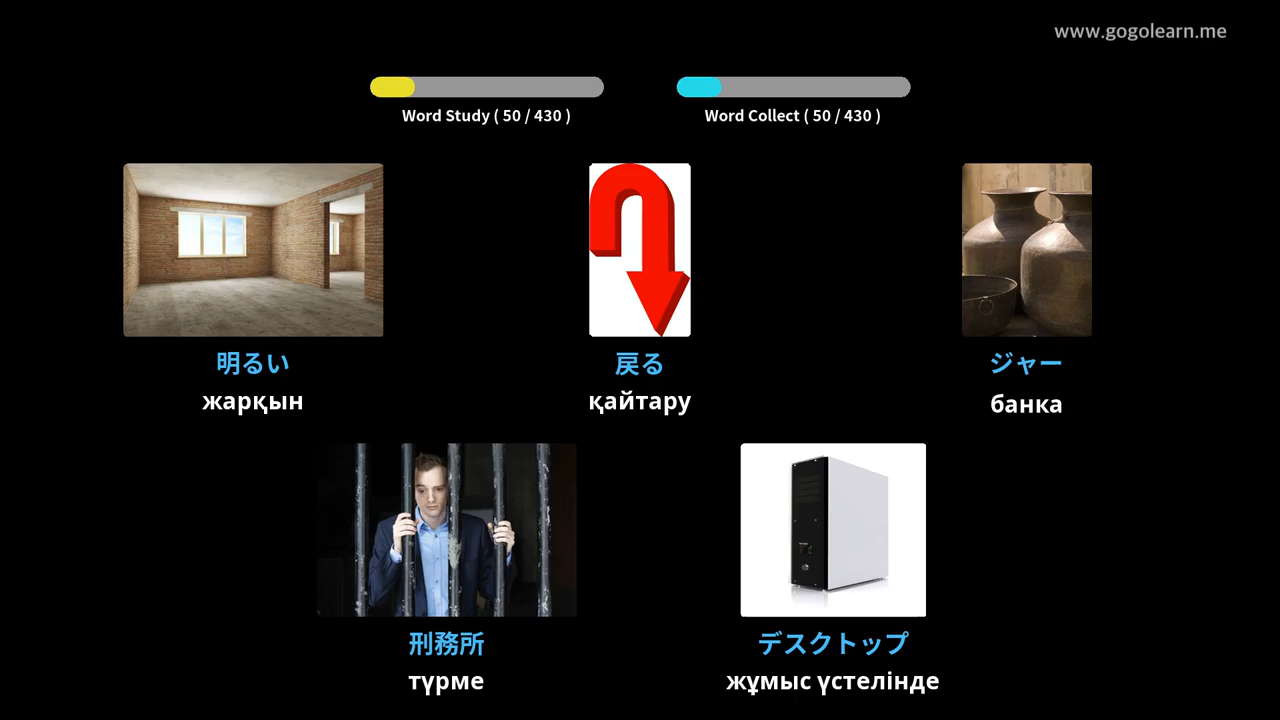 www.gogolearn.me
Word Study ( 50 / 430 )
Word Collect ( 50 / 430 )
明るい
жарқын
戻る
қайтару
ジャー
банка
刑務所
түрме
デスクトップ
жұмыс үстелінде